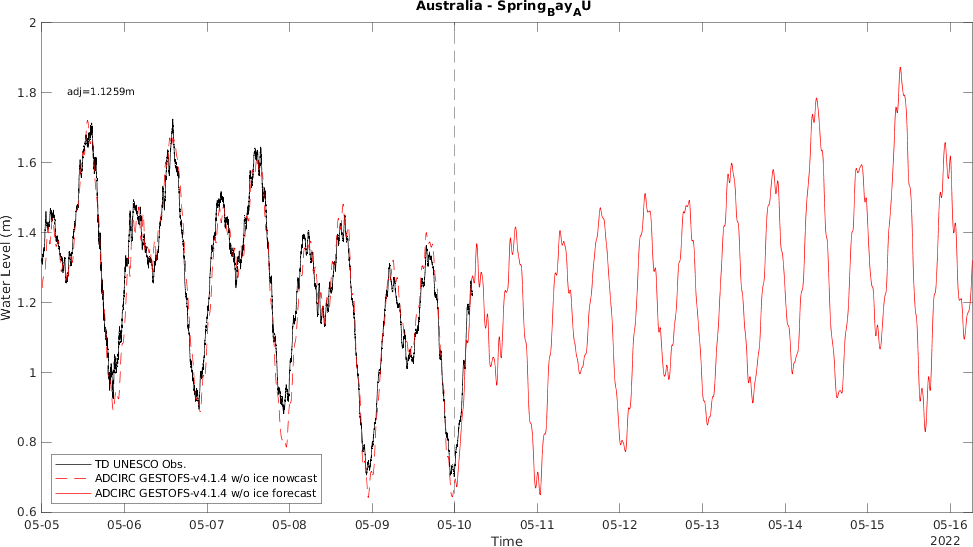 Australia - SpringBayAU
2
1.8
1.6
1.4
1.2
1
0.8
0.6
Water Level (m)
adj=1.1259m
TD UNESCO Obs.
ADCIRC GESTOFS-v4.1.4 w/o ice nowcast
ADCIRC GESTOFS-v4.1.4 w/o ice forecast
05-05 05-06 05-07 05-08 05-09 05-10 05-11 05-12 05-13 05-14 05-15 05-16
Time
2022